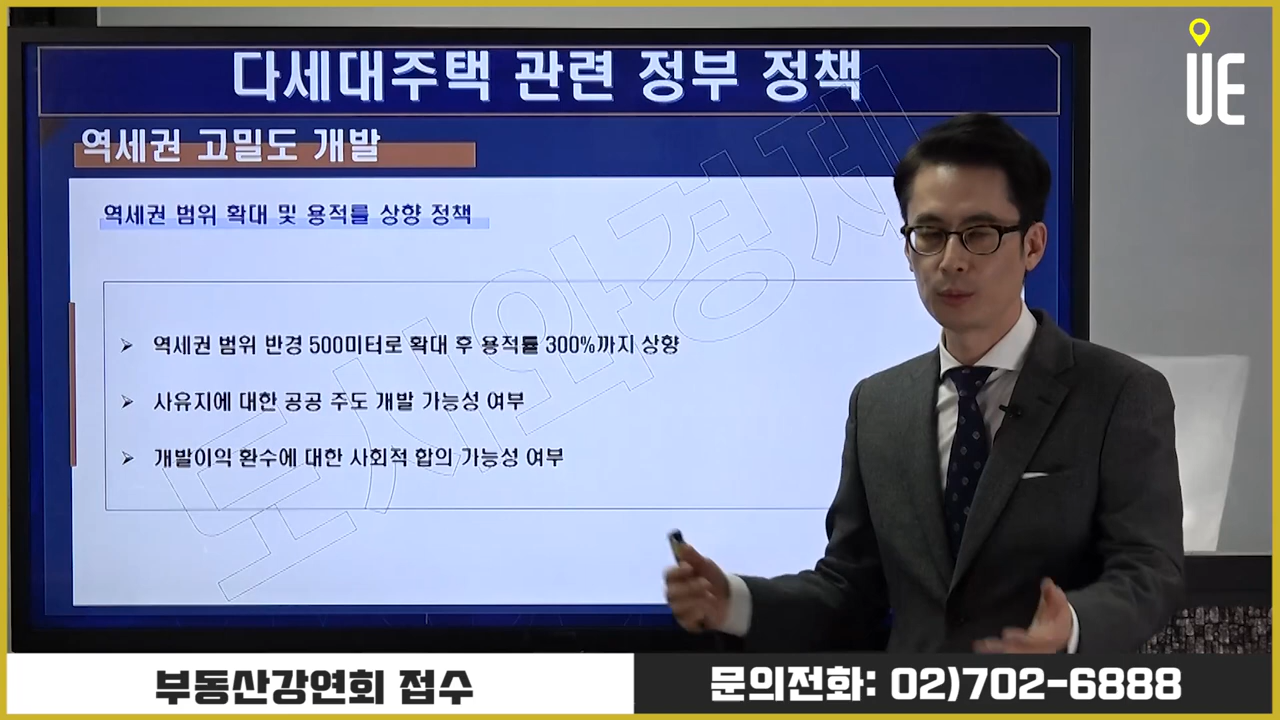 다세대주택 관련 정부 정책
UE
역세권 고밀도 개발
역세권 범위 확대 및 용적률 상향 정책
역세권 범위 반경 500미터로 확대 후 용적률 300%까지 상향
사유지에 대한 공공 주도 개발 가능성 여부
개발이익 환수에 대한 사회적 합의 가능성 여부
도시와경제
부동산강연회 접수
문의전화: 02)702-6888